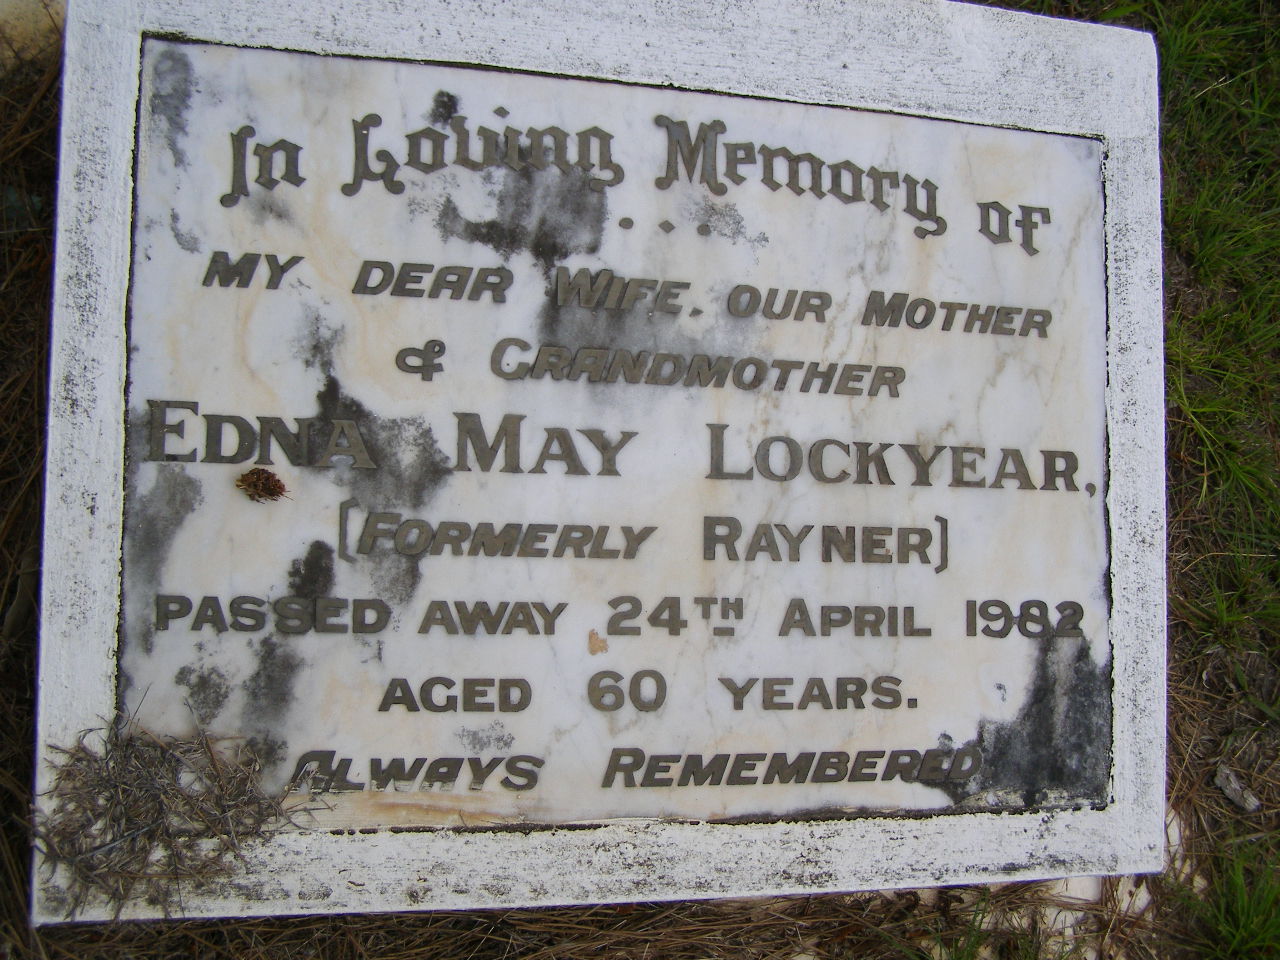 In Loving Memory of
...
MY DEAR WIFE. OUR MOTHER
& GRANDMOTHER
EDNA MAY LOCKYEAR,
[FORMERLY RAYNER]
PASSED AWAY 24TH APRIL 1982
AGED 60 YEARS.
ALWAYS REMEMBERED